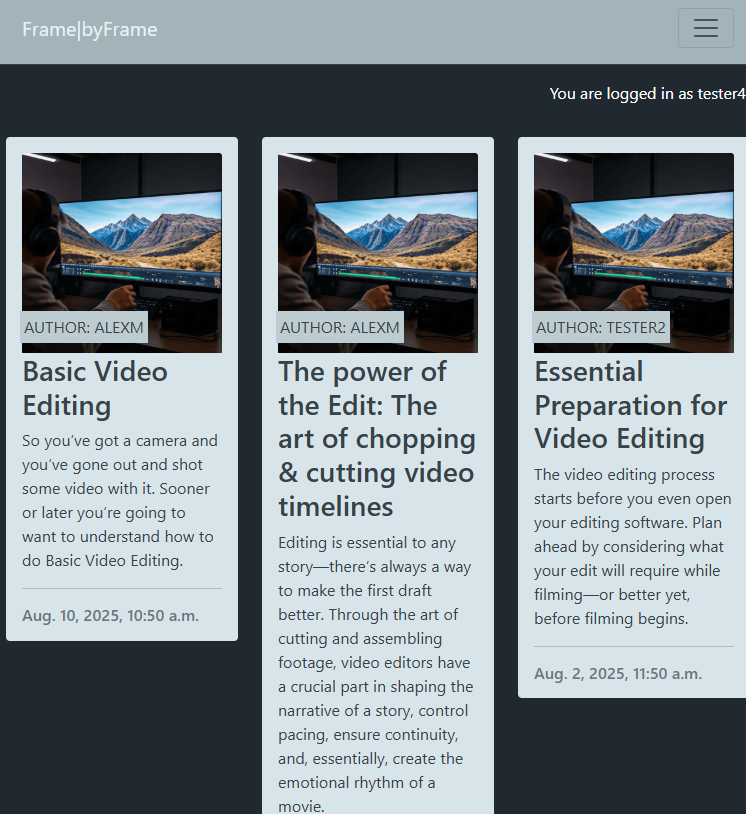 Frame|byFrame
You are logged in as tester4
AUTHOR: ALEXM
Basic Video
Editing
So you’ve got a camera and
you’ve gone out and shot
some video with it. Sooner
or later you’re going to
want to understand how to
do Basic Video Editing.
Aug. 10, 2025, 10:50 a.m.
AUTHOR: ALEXM
The power of
the Edit: The
art of chopping
& cutting video
timelines
Editing is essential to any
story—there’s always a way
to make the first draft
better. Through the art of
cutting and assembling
footage, video editors have
a crucial part in shaping the
narrative of a story, control
pacing, ensure continuity,
and, essentially, create the
emotional rhythm of a
movie.
AUTHOR: TESTER2
Essential
Preparation for
Video Editing
The video editing process
starts before you even open
your editing software. Plan
ahead by considering what
your edit will require while
filming—or better yet,
before filming begins.
Aug. 2, 2025, 11:50 a.m.